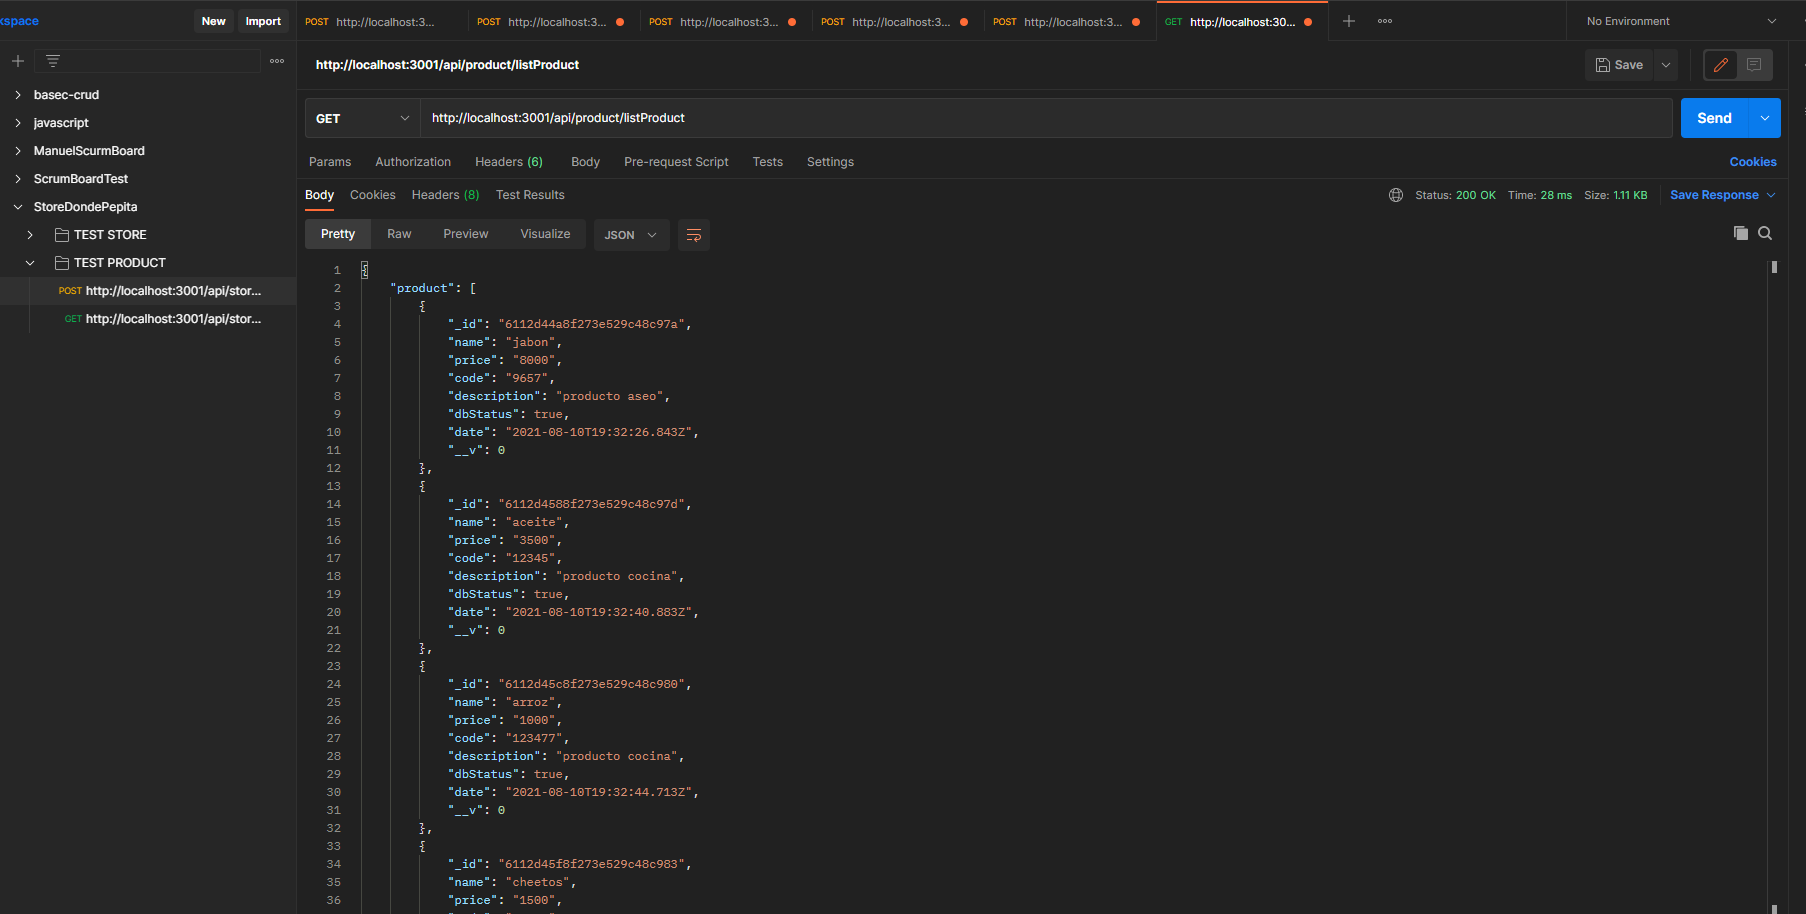 kspace
New
Import
POST http://localhost:3...
POST http://localhost:3...
POST http://localhost:3...
POST http://localhost:3...
POST http://localhost:3...
GET http://localhost:30...
No Environment
http://localhost:3001/api/product/listProduct
Save
basec-crud
javascript
ManuelScurmBoard
ScrumBoardTest
StoreDondePepita
TEST STORE
TEST PRODUCT
POST http://localhost:3001/api/stor...
GET http://localhost:3001/api/stor...
GET
http://localhost:3001/api/product/listProduct
Send
Params Authorization Headers (6) Body Pre-request Script Tests Settings
Cookies
Body Cookies Headers (8) Test Results
Status: 200 OK Time: 28 ms Size: 1.11 KB Save Response
Pretty Raw Preview Visualize JSON
1 {
2 "product": [
3 {
4 "_id": "6112d44a8f273e529c48c97a",
5 "name": "jabon",
6 "price": "8000",
7 "code": "9657",
8 "description": "producto aseo",
9 "dbStatus": true,
10 "date": "2021-08-10T19:32:26.843Z",
11 "__v": 0
12 },
13 {
14 "_id": "6112d4588f273e529c48c97d",
15 "name": "aceite",
16 "price": "3500",
17 "code": "12345",
18 "description": "producto cocina",
19 "dbStatus": true,
20 "date": "2021-08-10T19:32:40.883Z",
21 "__v": 0
22 },
23 {
24 "_id": "6112d45c8f273e529c48c980",
25 "name": "arroz",
26 "price": "1000",
27 "code": "123477",
28 "description": "producto cocina",
29 "dbStatus": true,
30 "date": "2021-08-10T19:32:44.713Z",
31 "__v": 0
32 },
33 {
34 "_id": "6112d45f8f273e529c48c983",
35 "name": "cheetos",
36 "price": "1500",